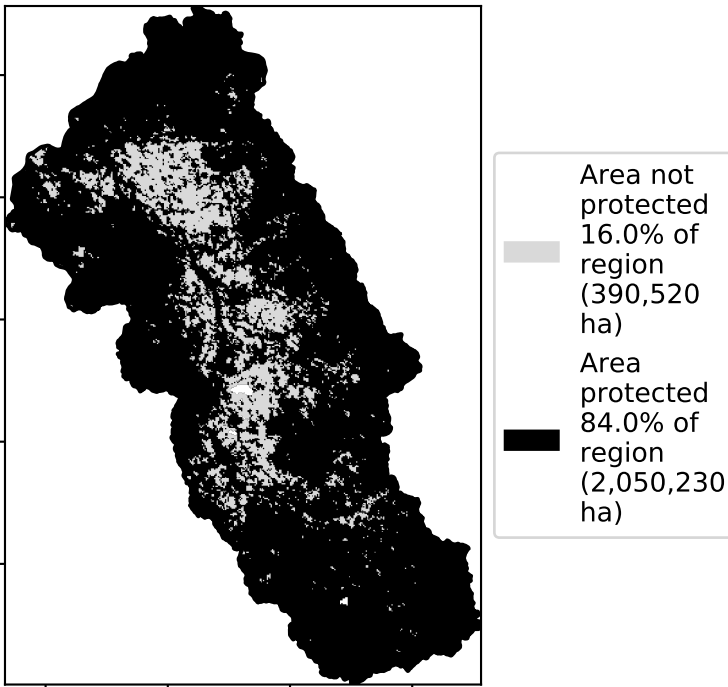 Area not
protected
16.0% of
region
(390,520
ha)
Area
protected
84.0% of
region
(2,050,230
ha)